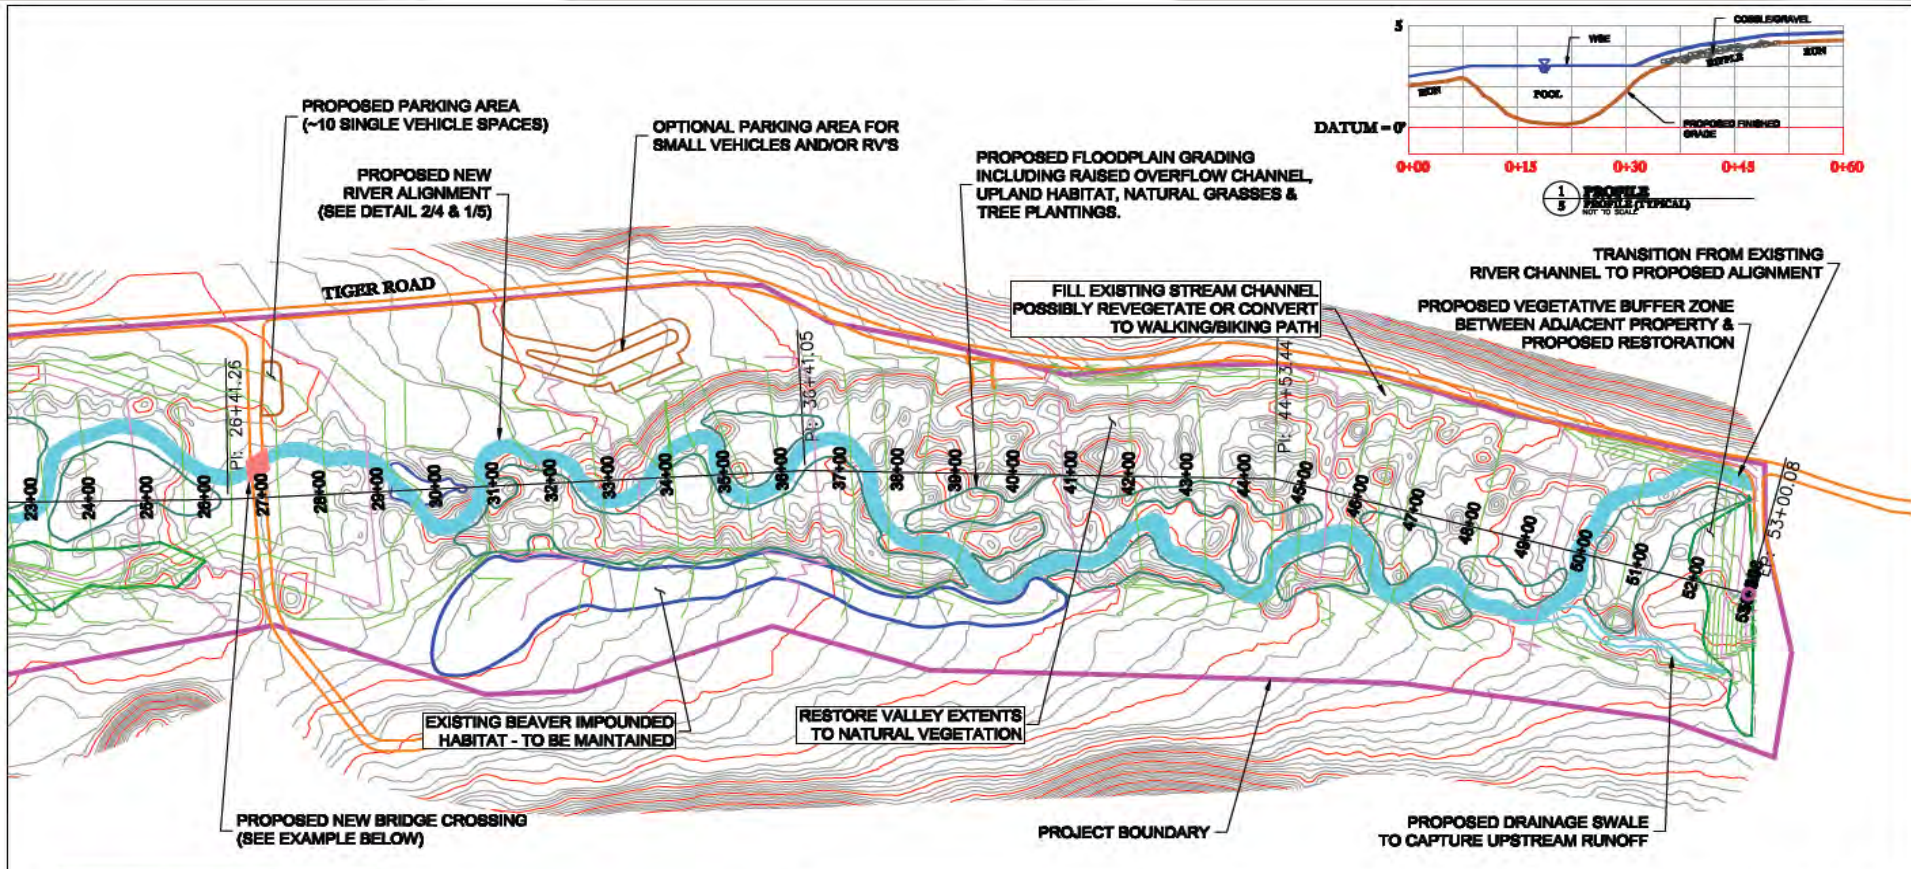 5
COBBLE/GRAVEL
WSE
RIFFLE
RUN
RUN
POOL
DATUM = 0'
PROPOSED FINISHED
GRADE
0+00
0+15
0+30
0+45
0+60
1
5
PROFILE
PROFILE (TYPICAL)
NOT TO SCALE
PROPOSED PARKING AREA
(~10 SINGLE VEHICLE SPACES)
OPTIONAL PARKING AREA FOR
SMALL VEHICLES AND/OR RV'S
PROPOSED NEW
RIVER ALIGNMENT
(SEE DETAIL 2/4 & 1/5)
PROPOSED FLOODPLAIN GRADING
INCLUDING RAISED OVERFLOW CHANNEL,
UPLAND HABITAT, NATURAL GRASSES &
TREE PLANTINGS.
TRANSITION FROM EXISTING
RIVER CHANNEL TO PROPOSED ALIGNMENT
FILL EXISTING STREAM CHANNEL
POSSIBLY REVEGETATE OR CONVERT
TO WALKING/BIKING PATH
PROPOSED VEGETATIVE BUFFER ZONE
BETWEEN ADJACENT PROPERTY &
PROPOSED RESTORATION
TIGER ROAD
PI: 26+41.26
PI: 36+41.05
PI: 44+53.44
EP: 53+00.08
23+00
24+00
25+00
26+00
27+00
28+00
29+00
30+00
31+00
32+00
33+00
34+00
35+00
36+00
37+00
38+00
39+00
40+00
41+00
42+00
43+00
44+00
45+00
46+00
47+00
48+00
49+00
50+00
51+00
52+00
EXISTING BEAVER IMPOUNDED
HABITAT - TO BE MAINTAINED
RESTORE VALLEY EXTENTS
TO NATURAL VEGETATION
PROPOSED NEW BRIDGE CROSSING
(SEE EXAMPLE BELOW)
PROJECT BOUNDARY
PROPOSED DRAINAGE SWALE
TO CAPTURE UPSTREAM RUNOFF